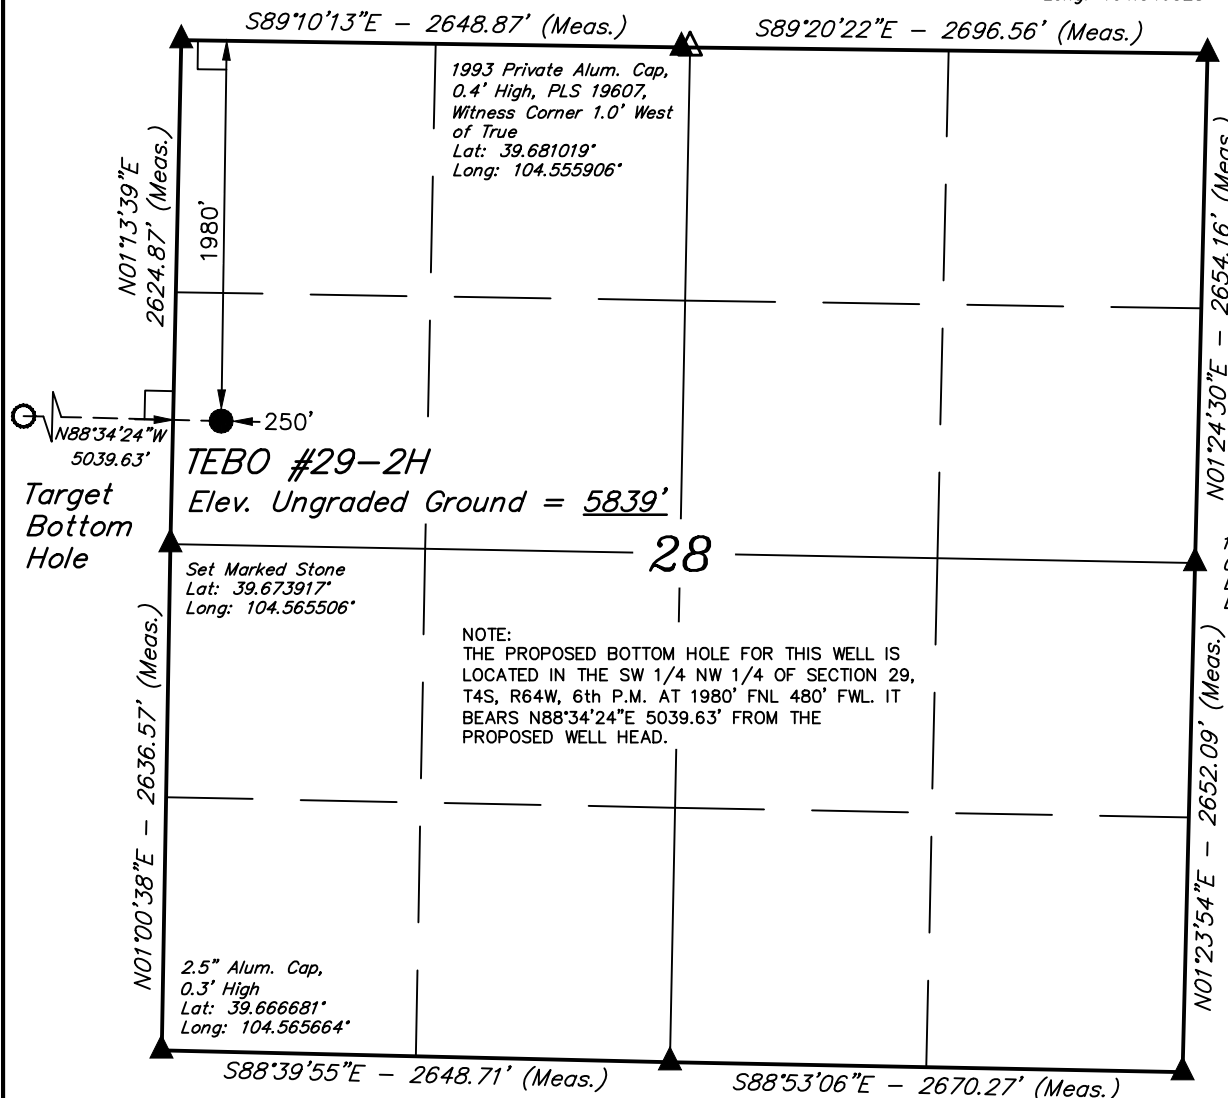 S89°10'13"E - 2648.87' (Meas.)
S89°20'22"E - 2696.56' (Meas.)
1993 Private Alum. Cap,
0.4' High, PLS 19607,
Witness Corner 1.0' West
of True
Lat: 39.681019°
Long: 104.555906°
N01°13'39"E
2624.87' (Meas.)
1980'
N01°24'30"E - 2654.16' (Meas.)
250'
N88°34'24"W
5039.63'
TEBO #29-2H
Elev. Ungraded Ground = 5839'
Target
Bottom
Hole
28
Set Marked Stone
Lat: 39.673917°
Long: 104.565506°
NOTE:
THE PROPOSED BOTTOM HOLE FOR THIS WELL IS
LOCATED IN THE SW 1/4 NW 1/4 OF SECTION 29,
T4S, R64W, 6th P.M. AT 1980' FNL 480' FWL. IT
BEARS N88°34'24"E 5039.63' FROM THE
PROPOSED WELL HEAD.
N01°00'38"E - 2636.57' (Meas.)
N01°23'54"E - 2652.09' (Meas.)
2.5" Alum. Cap,
0.3' High
Lat: 39.666681°
Long: 104.565664°
S88°39'55"E - 2648.71' (Meas.)
S88°53'06"E - 2670.27' (Meas.)